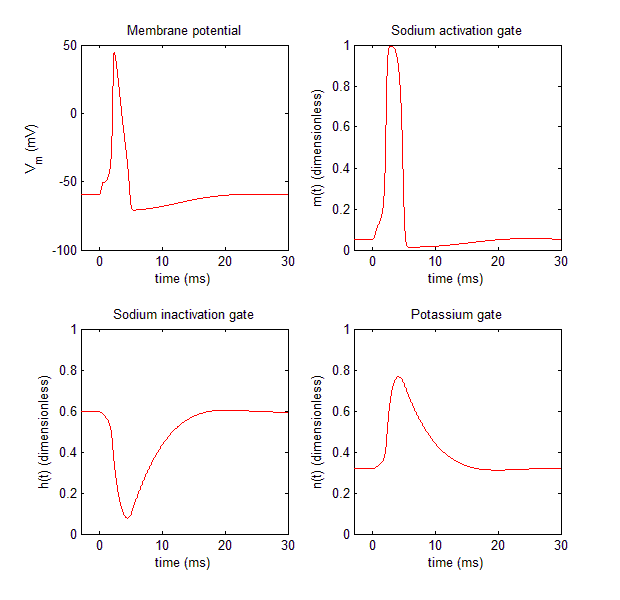 Membrane potential
50
0
-50
-100
V_m (mV)
0 10 20 30
time (ms)
Sodium activation gate
1
0.8
0.6
0.4
0.2
0
m(t) (dimensionless)
0 10 20 30
time (ms)
Sodium inactivation gate
1
0.8
0.6
0.4
0.2
0
h(t) (dimensionless)
0 10 20 30
time (ms)
Potassium gate
1
0.8
0.6
0.4
0.2
0
n(t) (dimensionless)
0 10 20 30
time (ms)